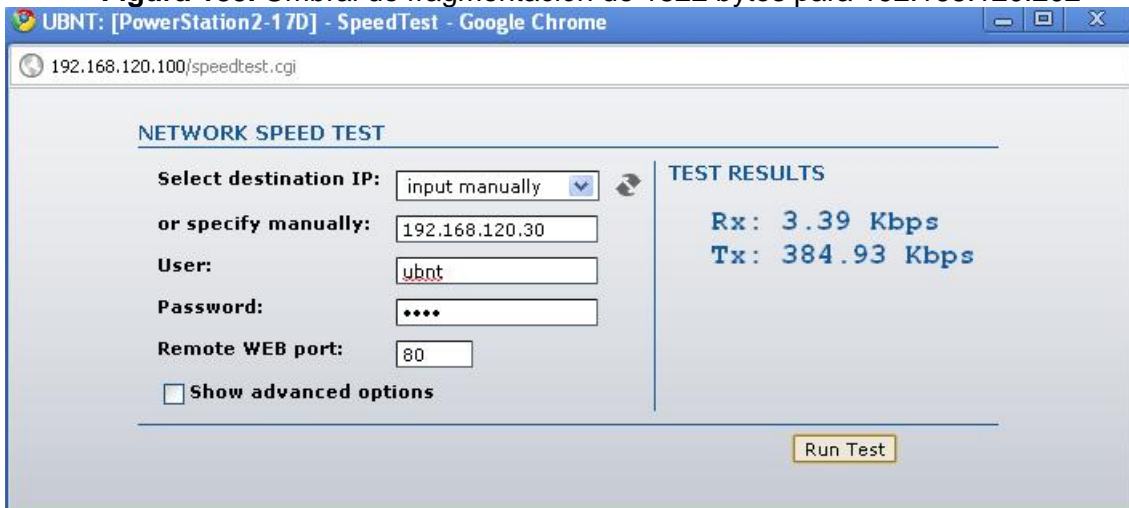 UBNT: [PowerStation2-17D] - SpeedTest - Google Chrome
192.168.120.100/speedtest.cgi
NETWORK SPEED TEST
Select destination IP: input manually
or specify manually: 192.168.120.30
User: ubnt
Password: ••••
Remote WEB port: 80
Show advanced options
TEST RESULTS
Rx: 3.39 Kbps
Tx: 384.93 Kbps
Run Test